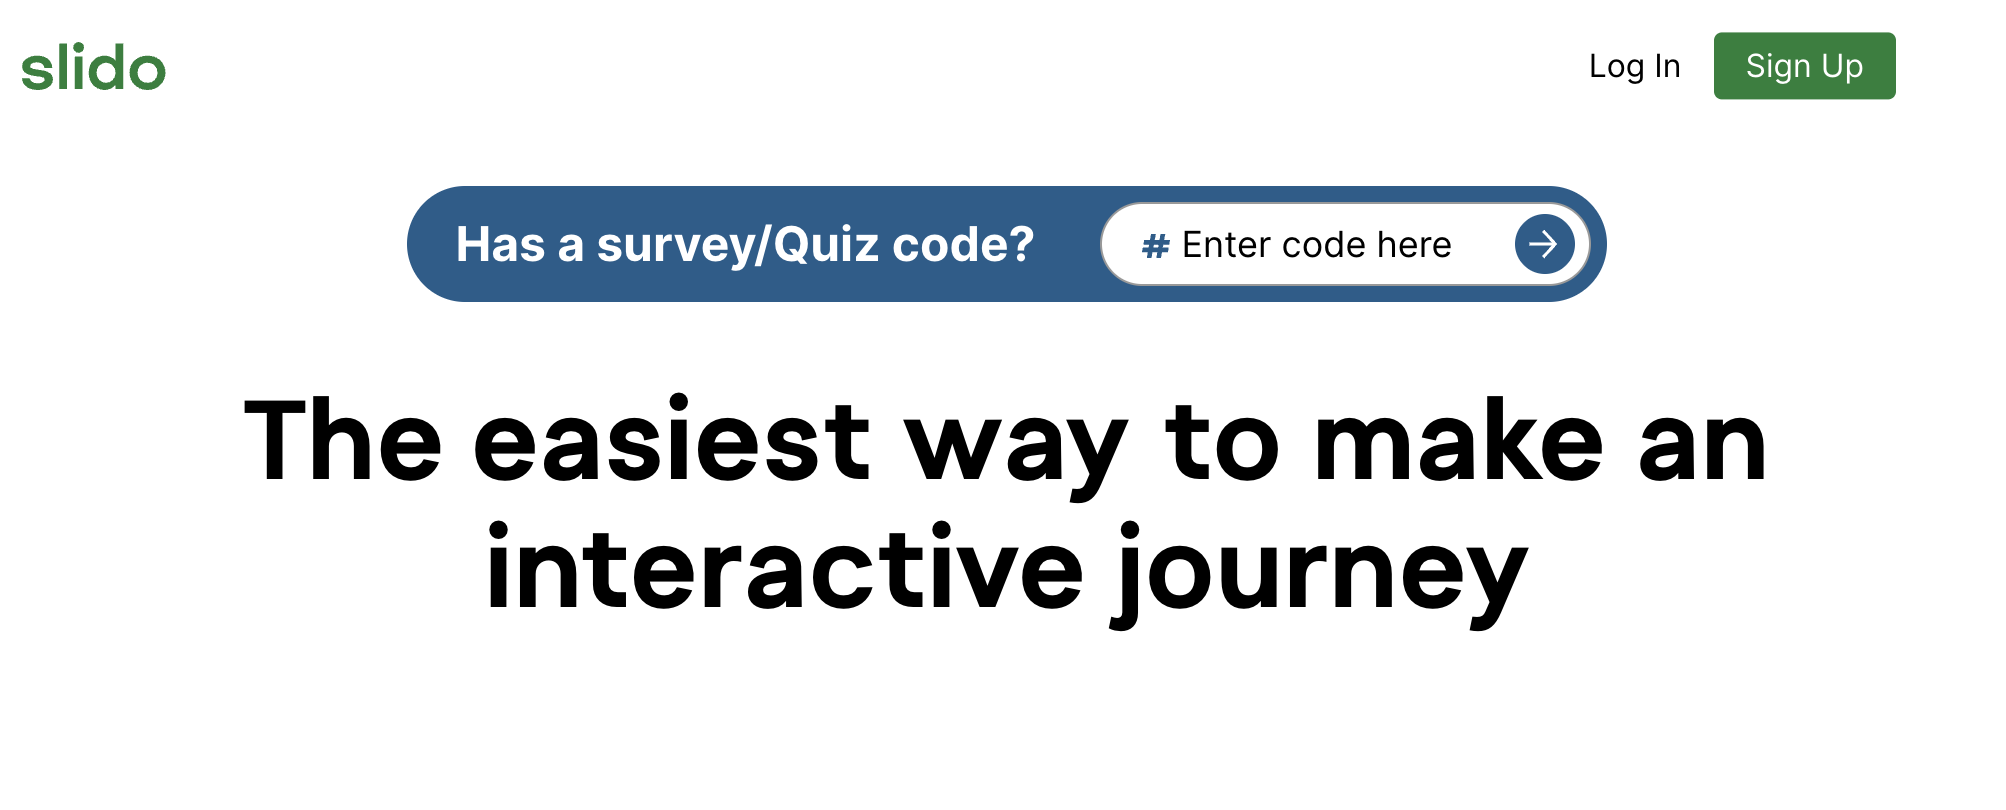 slido
Log In
Sign Up
Has a survey/Quiz code?
# Enter code here
The easiest way to make an
interactive journey